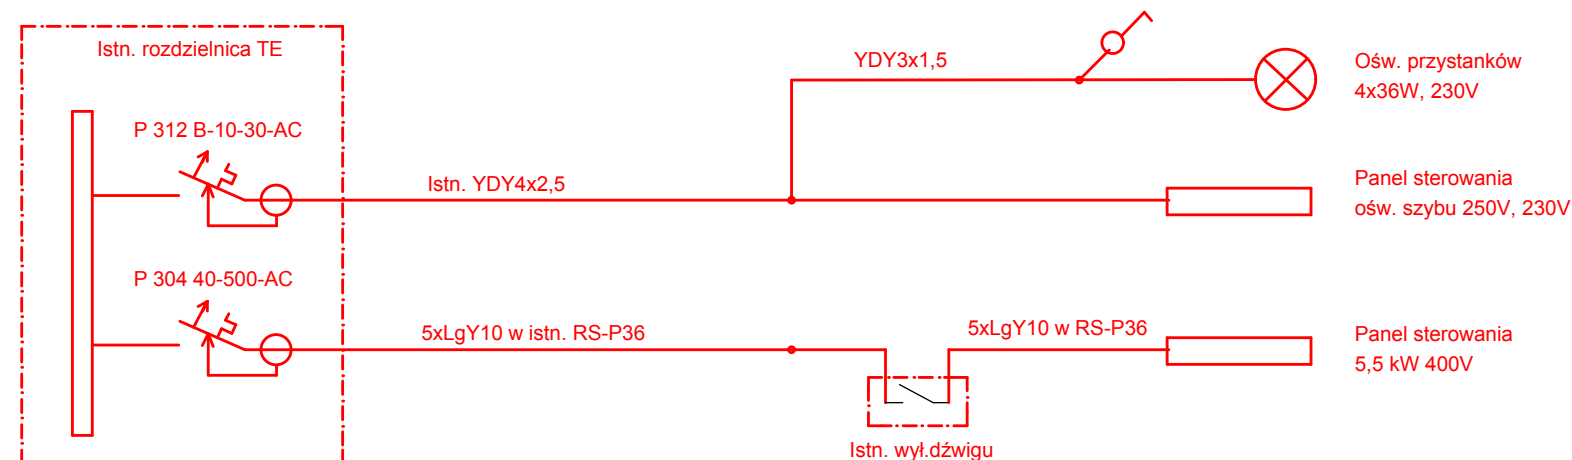 Istn. rozdzielnica TE
YDY3x1,5
Ośw. przystanków
4x36W, 230V
P 312 B-10-30-AC
Istn. YDY4x2,5
Panel sterowania
ośw. szybu 250V, 230V
P 304 40-500-AC
5xLgY10 w istn. RS-P36
5xLgY10 w RS-P36
Panel sterowania
5,5 kW 400V
Istn. wył.dźwigu